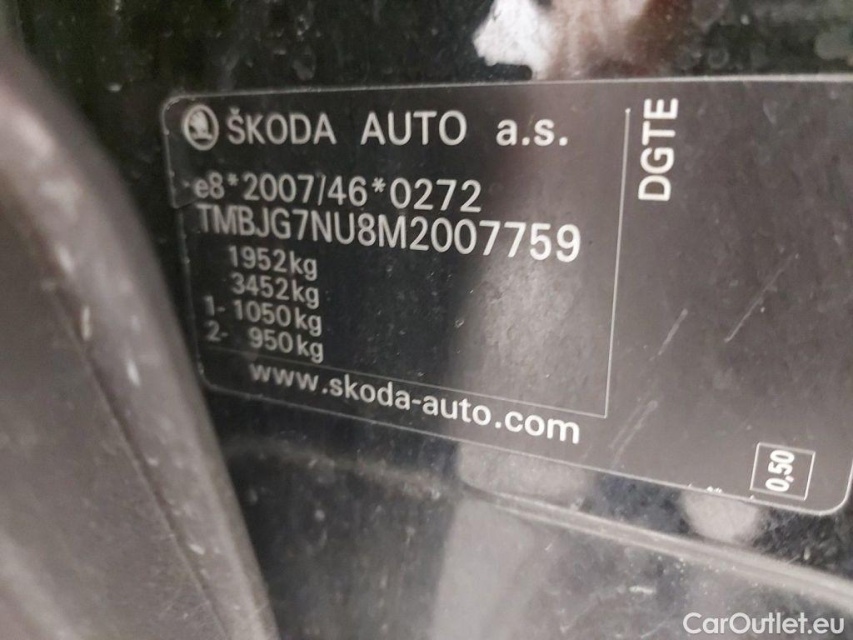 ŠKODA AUTO a.s.
e8*2007/46*0272
TMBJG7NU8M2007759
1952kg
3452kg
1- 1050kg
2- 950kg
www.skoda-auto.com
DGTE
0,50
CarOutlet.eu